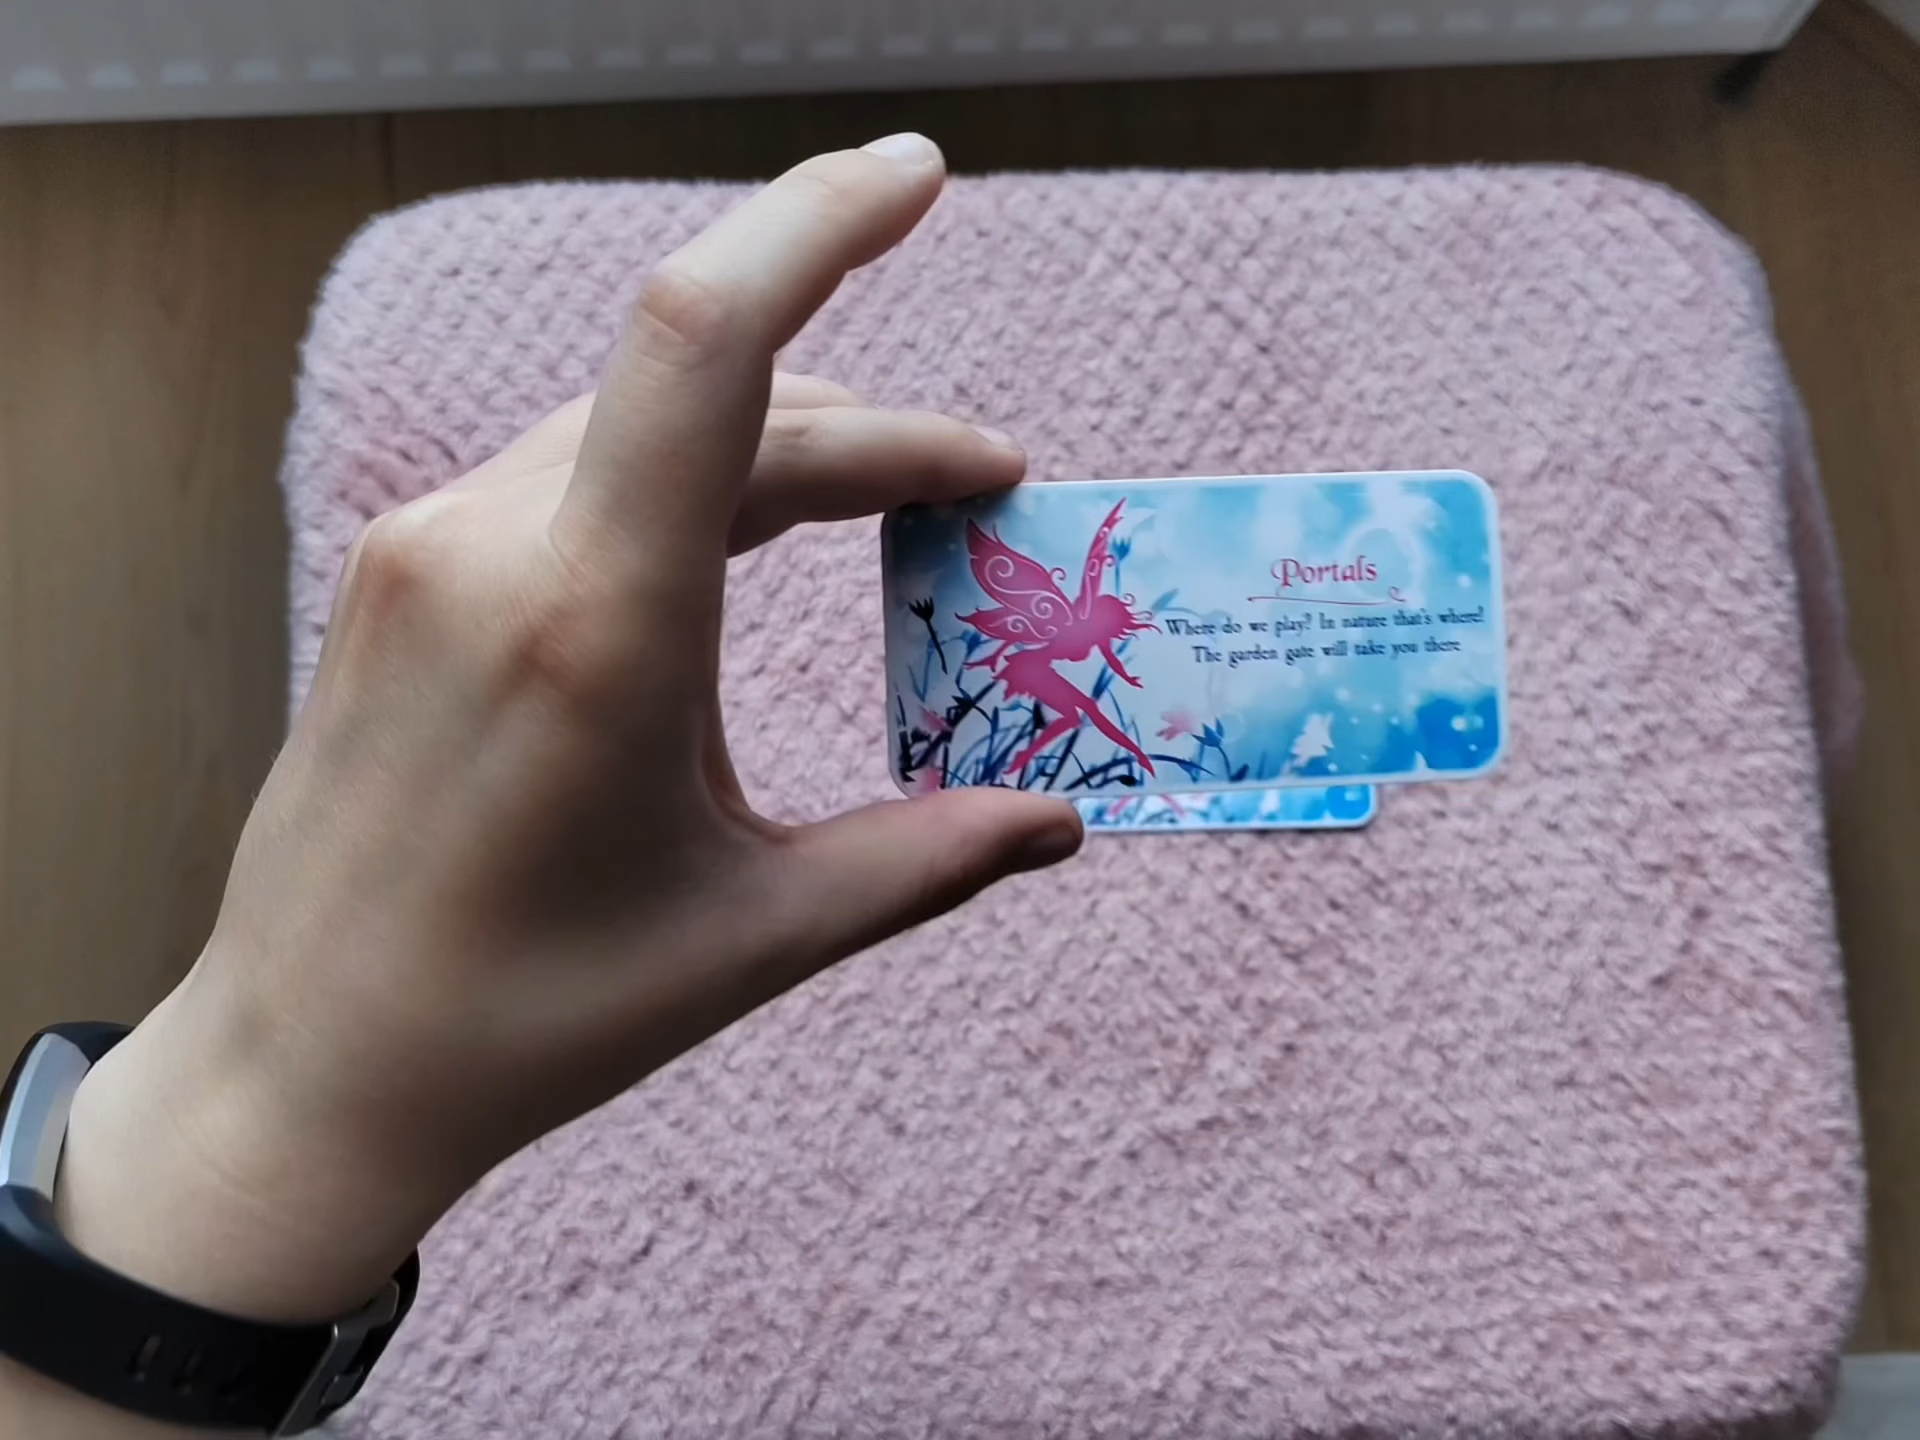 Portals
Where do we play? In nature that's where!
The garden gate will take you there